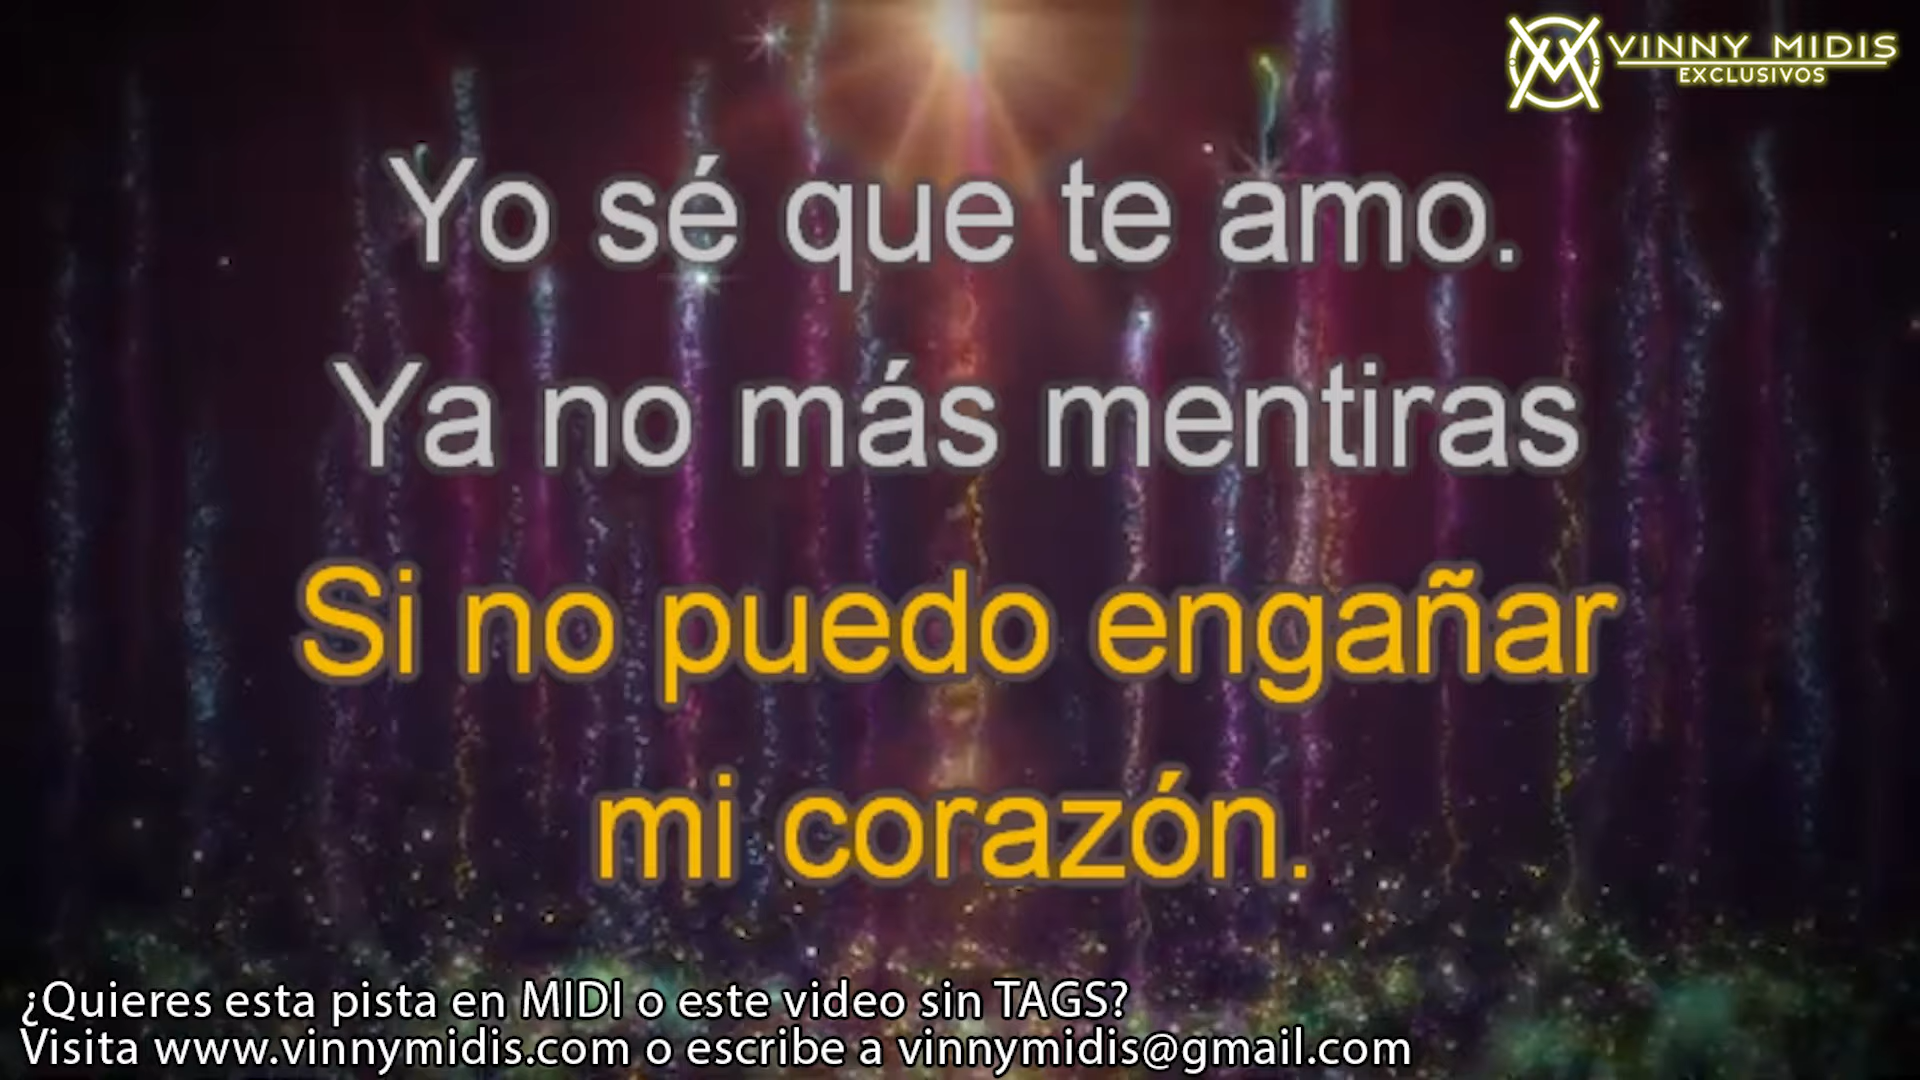 VINNY MIDIS
EXCLUSIVOS
Yo sé que te amo.
Ya no más mentiras
Si no puedo engañar
mi corazón.
¿Quieres esta pista en MIDI o este video sin TAGS?
Visita www.vinnymidis.com o escribe a vinnymidis@gmail.com